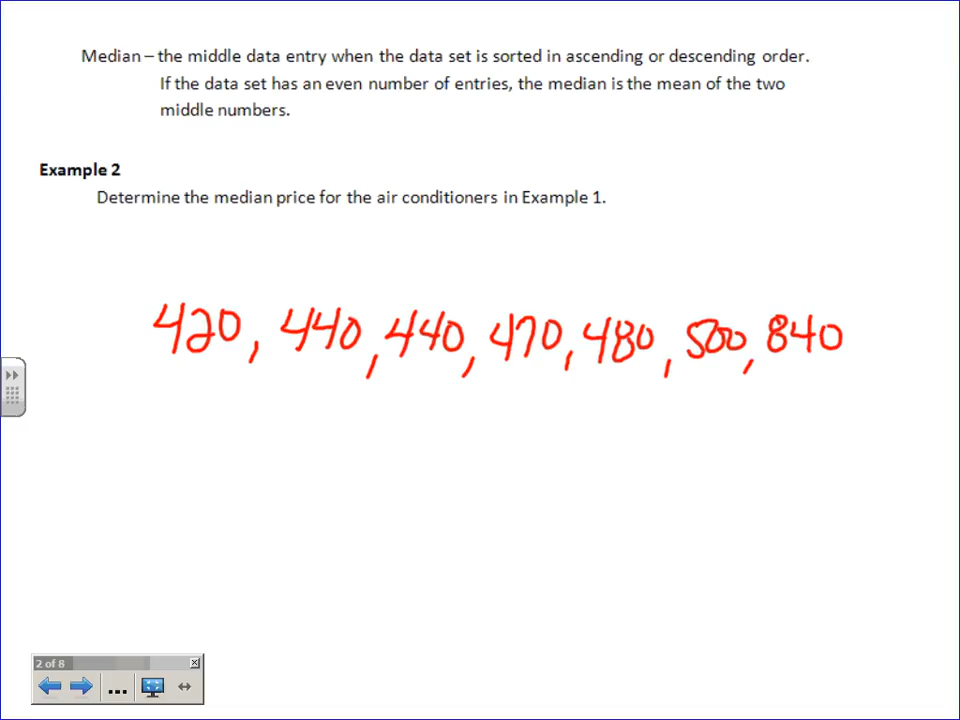 Median – the middle data entry when the data set is sorted in ascending or descending order.
If the data set has an even number of entries, the median is the mean of the two
middle numbers.
Example 2
Determine the median price for the air conditioners in Example 1.
420, 440, 440, 470, 480, 500, 840
2 of 8
...